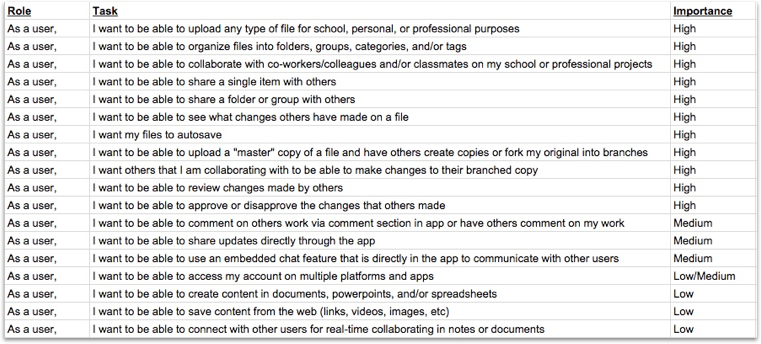 Role Task Importance
As a user, I want to be able to upload any type of file for school, personal, or professional purposes High
As a user, I want to be able to organize files into folders, groups, categories, and/or tags High
As a user, I want to be able to collaborate with co-workers/colleagues and/or classmates on my school or professional projects High
As a user, I want to be able to share a single item with others High
As a user, I want to be able to share a folder or group with others High
As a user, I want to be able to see what changes others have made on a file High
As a user, I want my files to autosave High
As a user, I want to be able to upload a "master" copy of a file and have others create copies or fork my original into branches High
As a user, I want others that I am collaborating with to be able to make changes to their branched copy High
As a user, I want to be able to review changes made by others High
As a user, I want to be able to approve or disapprove the changes that others made High
As a user, I want to be able to comment on others work via comment section in app or have others comment on my work Medium
As a user, I want to be able to share updates directly through the app Medium
As a user, I want to be able to use an embedded chat feature that is directly in the app to communicate with other users Medium
As a user, I want to be able to access my account on multiple platforms and apps Low/Medium
As a user, I want to be able to create content in documents, powerpoints, and/or spreadsheets Low
As a user, I want to be able to save content from the web (links, videos, images, etc) Low
As a user, I want to be able to connect with other users for real-time collaborating in notes or documents Low